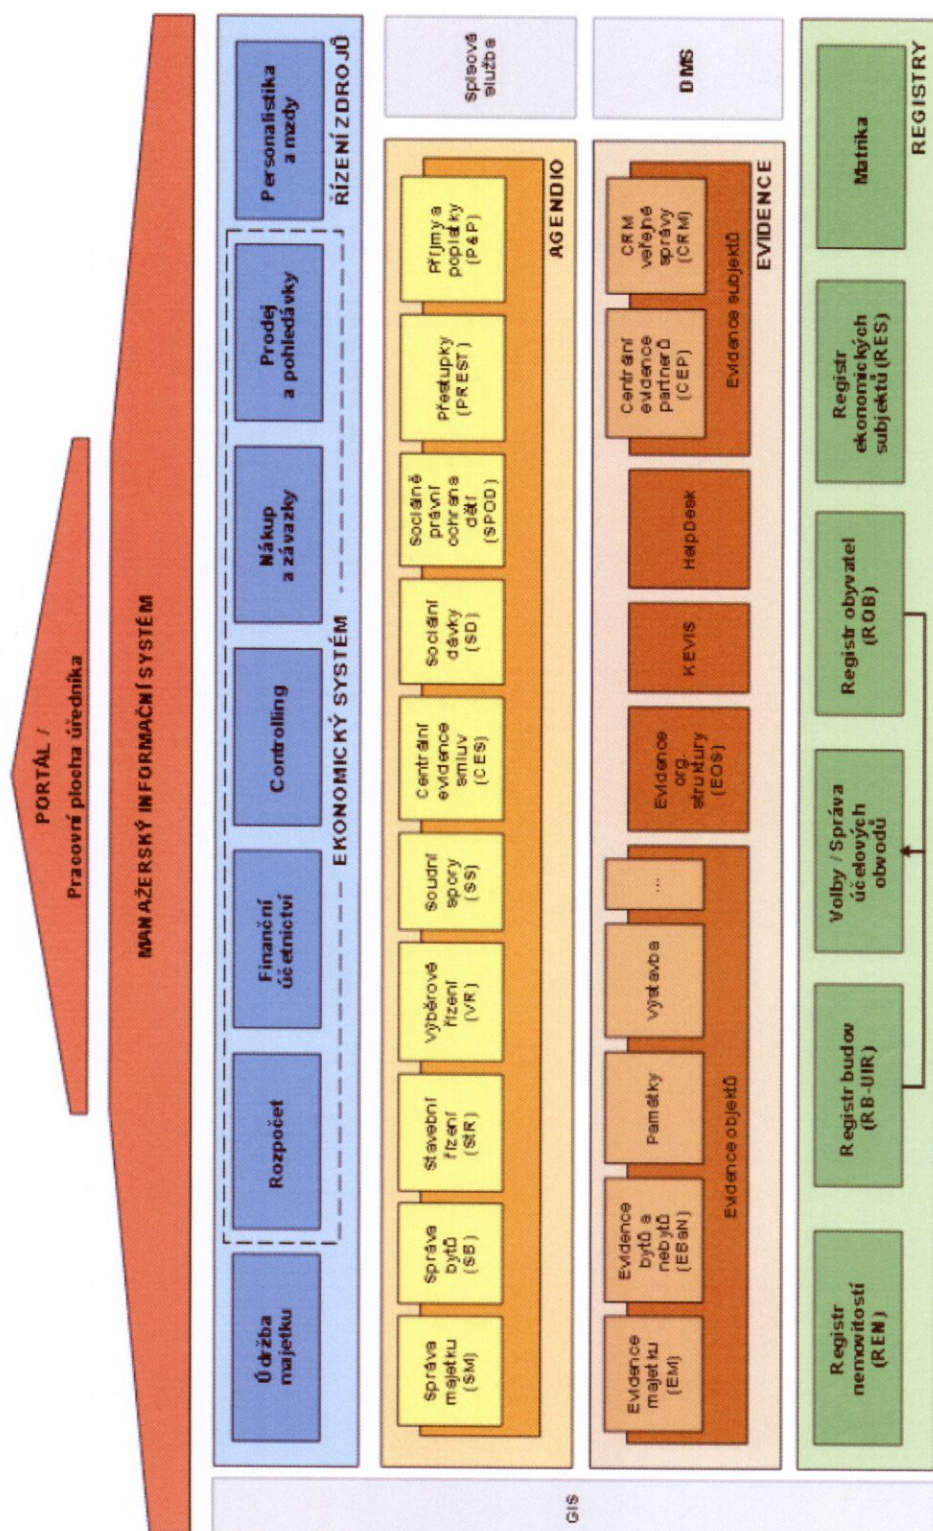 PORTÁL /
Pracovní plocha úředníka
MANAŽERSKÝ INFORMAČNÍ SYSTÉM
Údržba
majetku
Rozpočet
Finanční
účetnictví
Controlling
Nákup
a závazky
Prodej
a pohledávky
Personalistika
a mzdy
EKONOMICKÝ SYSTÉM
ŘÍZENÍ ZDROJŮ
Správa
majetku
(SM)
Správa
bytů
(SB)
Stavební
řízení
(StR)
Výběrové
řízení
(VR)
Soudní
spory
(SS)
Centrální
evidence
smluv
(CES)
Sociální
dávky
(SD)
Sociálně
právní
ochrana
dětí
(SPOD)
Přestupky
(PREST)
Příjmy a
poplatky
(P&P)
AGENDIO
Spisová
služba
Evidence
majetku
(EM)
Evidence
bytů a
nebytů
(EBaN)
Památky
Výstavba
...
Evidence objektů
Evidence
org.
struktury
(EOS)
KEVIS
HelpDesk
Centrální
evidence
partnerů
(CEP)
CRM
veřejné
správy
(CRM)
Evidence subjektů
EVIDENCE
DMS
Registr
nemovitostí
(REN)
Registr budov
(RB-UIR)
Volby / Správa
účelových
obwodů
Registr obyvatel
(ROB)
Registr
ekonomických
subjektů (RES)
Matrika
REGISTRY
GIS